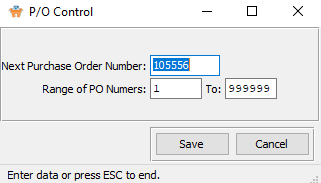 P/O Control
Next Purchase Order Number: 105556
Range of PO Numers: 1 To: 999999
Save Cancel
Enter data or press ESC to end.